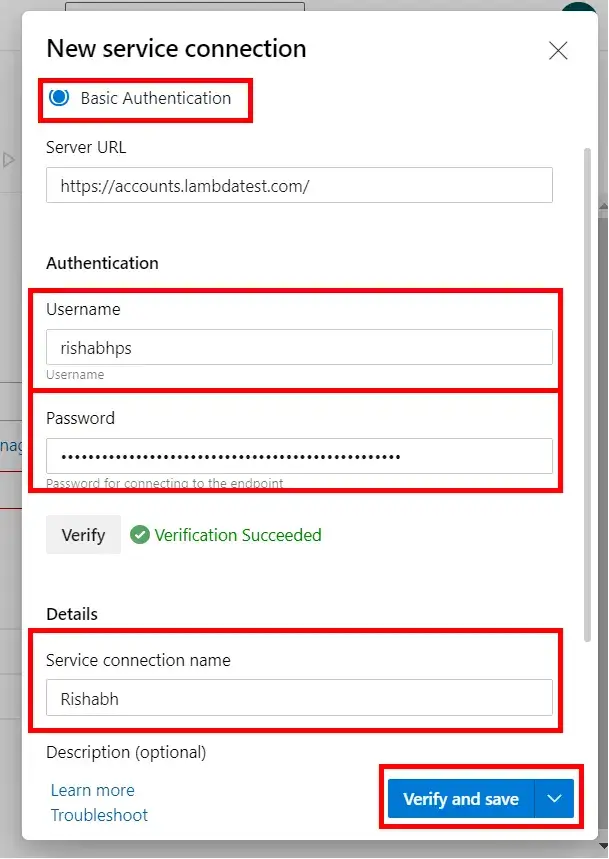 New service connection
Basic Authentication
Server URL
https://accounts.lambdatest.com/
Authentication
Username
rishabhps
Username
Password
••••••••••••••••••••••••••••••••••••••••••••••••••
Password for connecting to the endpoint
Verify
Verification Succeeded
Details
Service connection name
Rishabh
Description (optional)
Learn more
Troubleshoot
Verify and save